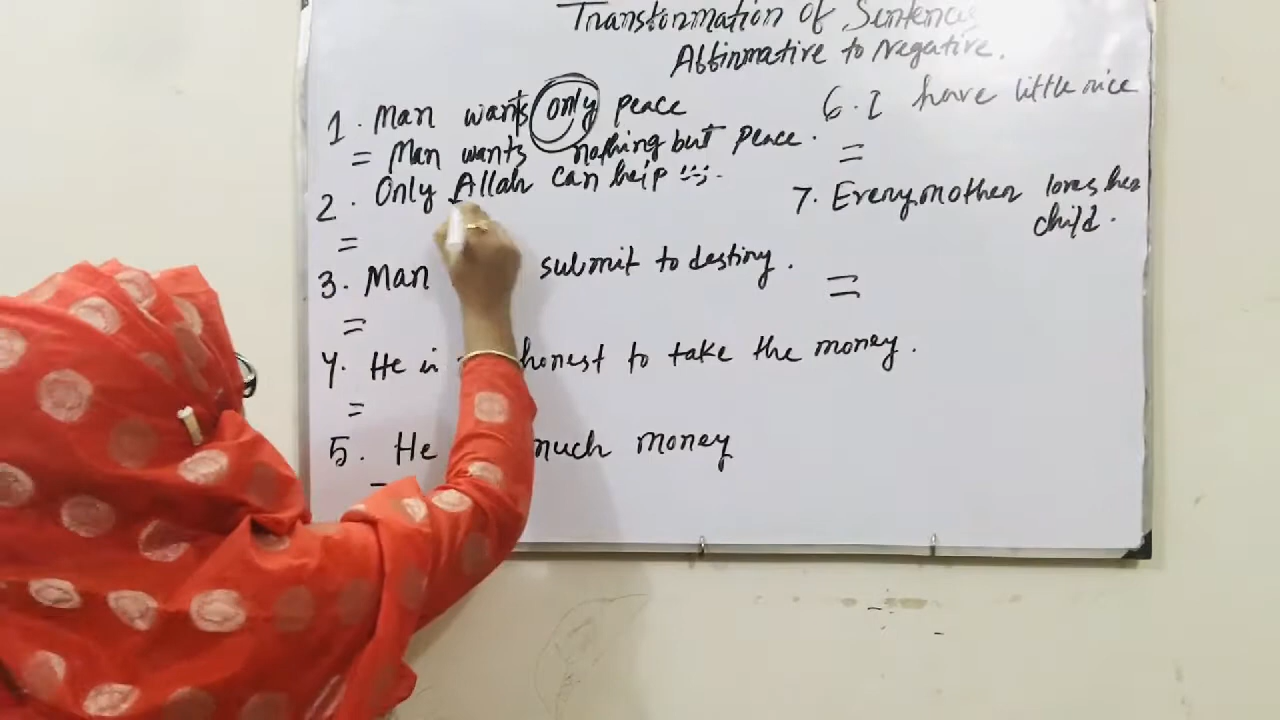 Transformation of Sentences
Affirmative to Negative.
1. Man wants only peace
= Man wants nothing but peace.
2. Only Allah can help us.
=
3. Man submit to destiny.
=
4. He is honest to take the money.
=
5. He much money
=
6. I have little rice
=
7. Every mother loves her
child.
=